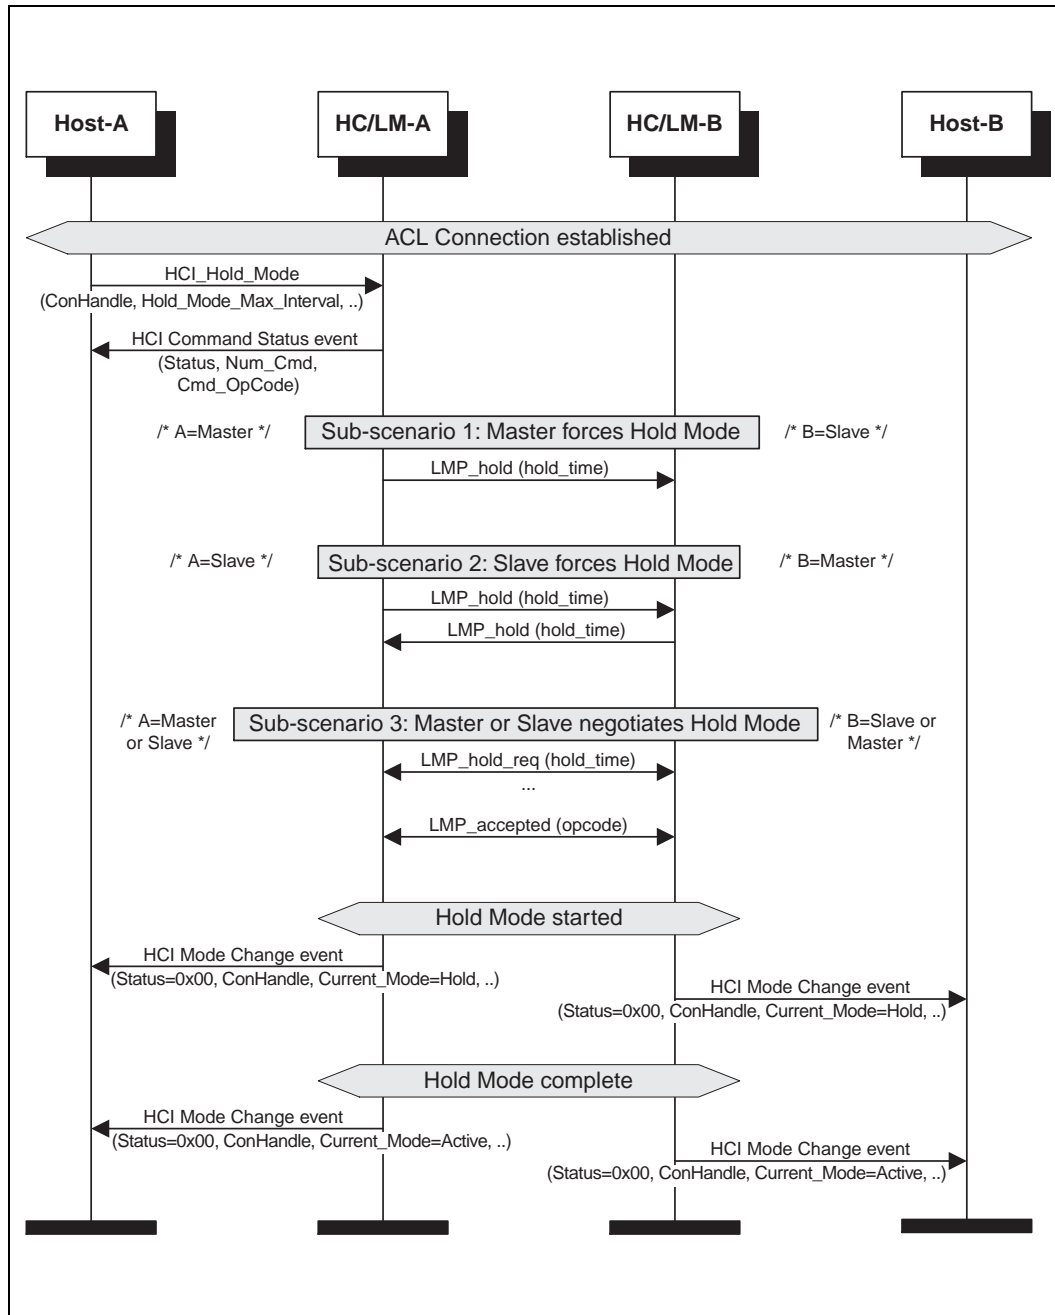 Host-A
HC/LM-A
HC/LM-B
Host-B
ACL Connection established
HCI_Hold_Mode
(ConHandle, Hold_Mode_Max_Interval, ..)
HCI Command Status event
(Status, Num_Cmd,
Cmd_OpCode)
/* A=Master */
Sub-scenario 1: Master forces Hold Mode
/* B=Slave */
LMP_hold (hold_time)
/* A=Slave */
Sub-scenario 2: Slave forces Hold Mode
/* B=Master */
LMP_hold (hold_time)
LMP_hold (hold_time)
/* A=Master
or Slave */
Sub-scenario 3: Master or Slave negotiates Hold Mode
/* B=Slave or
Master */
LMP_hold_req (hold_time)
...
LMP_accepted (opcode)
Hold Mode started
HCI Mode Change event
(Status=0x00, ConHandle, Current_Mode=Hold, ..)
HCI Mode Change event
(Status=0x00, ConHandle, Current_Mode=Hold, ..)
Hold Mode complete
HCI Mode Change event
(Status=0x00, ConHandle, Current_Mode=Active, ..)
HCI Mode Change event
(Status=0x00, ConHandle, Current_Mode=Active, ..)